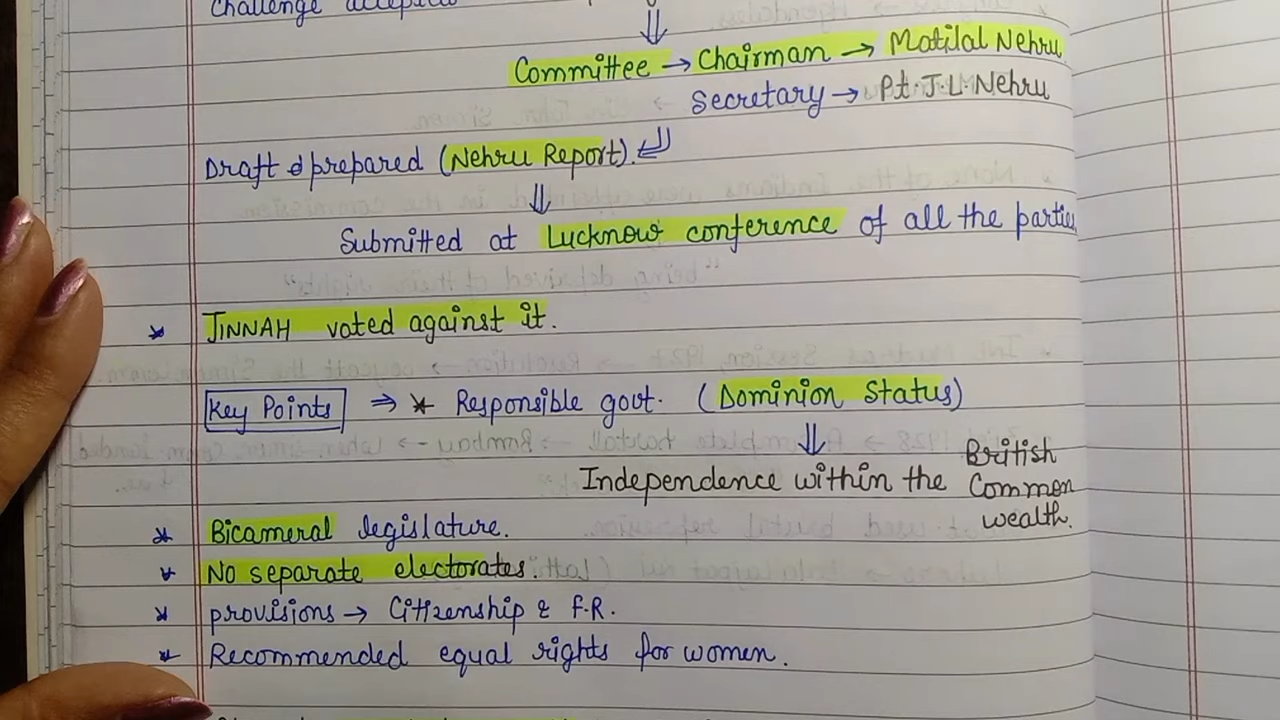 Challenge accepted
Committee → Chairman → Motilal Nehru
Secretary → Pt. J.L. Nehru
Draft prepared (Nehru Report).
Submitted at Lucknow conference of all the parties
* JINNAH voted against it.
Key Points ⇒ * Responsible govt. (Dominion Status)
⇓
Independence within the British Common wealth.
* Bicameral legislature.
* No separate electorates.
* provisions → Citizenship & F.R.
* Recommended equal rights for women.